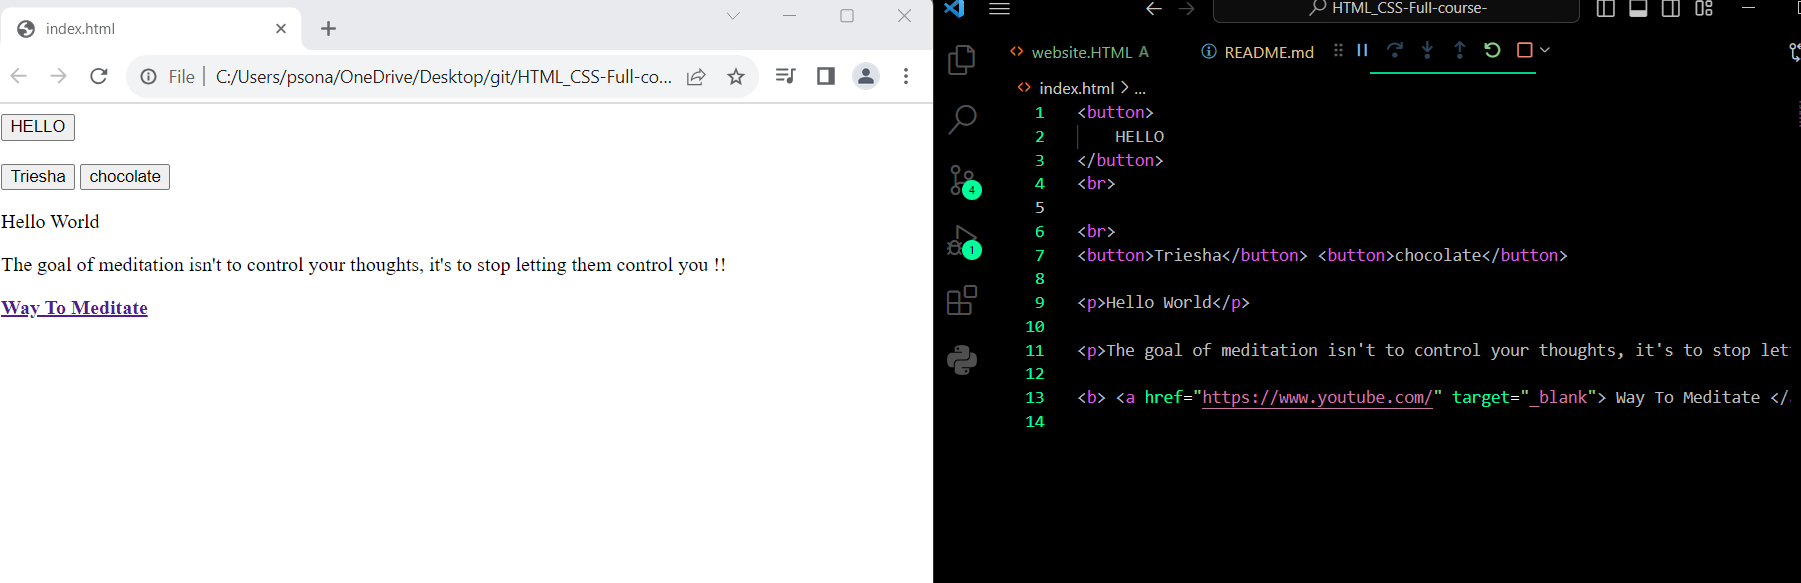 index.html
File | C:/Users/psona/OneDrive/Desktop/git/HTML_CSS-Full-co...
HELLO
Triesha chocolate
Hello World
The goal of meditation isn't to control your thoughts, it's to stop letting them control you !!
Way To Meditate
HTML_CSS-Full-course-
website.HTML A README.md
index.html > ...
4
1
1 <button>
2 HELLO
3 </button>
4 <br>
5
6 <br>
7 <button>Triesha</button> <button>chocolate</button>
8
9 <p>Hello World</p>
10
11 <p>The goal of meditation isn't to control your thoughts, it's to stop let
12
13 <b> <a href="https://www.youtube.com/" target="_blank"> Way To Meditate </
14